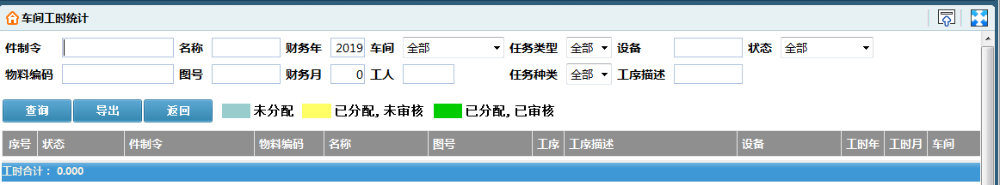 车间工时统计
件制令 名称 财务年 2019 车间 全部 任务类型 全部 设备 状态 全部
物料编码 图号 财务月 0 工人 任务种类 全部 工序描述
查询 导出 返回 未分配 已分配, 未审核 已分配, 已审核
序号 状态 件制令 物料编码 名称 图号 工序 工序描述 设备 工时年 工时月 车间
工时合计： 0.000